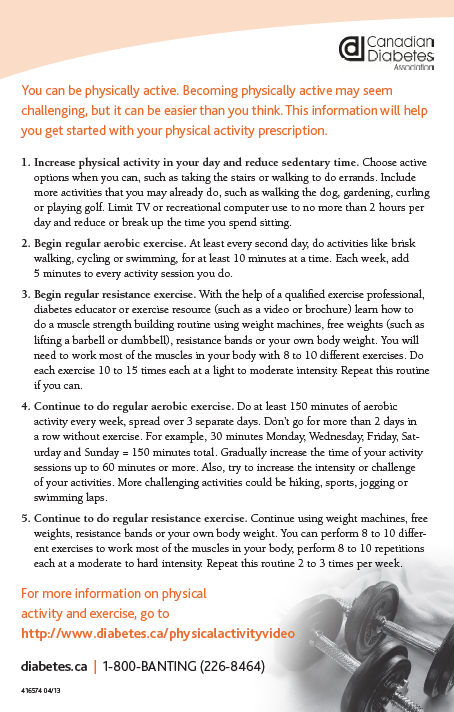 Canadian
Diabetes
Association
You can be physically active. Becoming physically active may seem
challenging, but it can be easier than you think. This information will help
you get started with your physical activity prescription.
1. Increase physical activity in your day and reduce sedentary time. Choose active
options when you can, such as taking the stairs or walking to do errands. Include
more activities that you may already do, such as walking the dog, gardening, curling
or playing golf. Limit TV or recreational computer use to no more than 2 hours per
day and reduce or break up the time you spend sitting.
2. Begin regular aerobic exercise. At least every second day, do activities like brisk
walking, cycling or swimming, for at least 10 minutes at a time. Each week, add
5 minutes to every activity session you do.
3. Begin regular resistance exercise. With the help of a qualified exercise professional,
diabetes educator or exercise resource (such as a video or brochure) learn how to
do a muscle strength building routine using weight machines, free weights (such as
lifting a barbell or dumbbell), resistance bands or your own body weight. You will
need to work most of the muscles in your body with 8 to 10 different exercises. Do
each exercise 10 to 15 times each at a light to moderate intensity. Repeat this routine
if you can.
4. Continue to do regular aerobic exercise. Do at least 150 minutes of aerobic
activity every week, spread over 3 separate days. Don't go for more than 2 days in
a row without exercise. For example, 30 minutes Monday, Wednesday, Friday, Sat-
urday and Sunday = 150 minutes total. Gradually increase the time of your activity
sessions up to 60 minutes or more. Also, try to increase the intensity or challenge
of your activities. More challenging activities could be hiking, sports, jogging or
swimming laps.
5. Continue to do regular resistance exercise. Continue using weight machines, free
weights, resistance bands or your own body weight. You can perform 8 to 10 differ-
ent exercises to work most of the muscles in your body, perform 8 to 10 repetitions
each at a moderate to hard intensity. Repeat this routine 2 to 3 times per week.
For more information on physical
activity and exercise, go to
http://www.diabetes.ca/physicalactivityvideo
diabetes.ca | 1-800-BANTING (226-8464)
416574 04/13